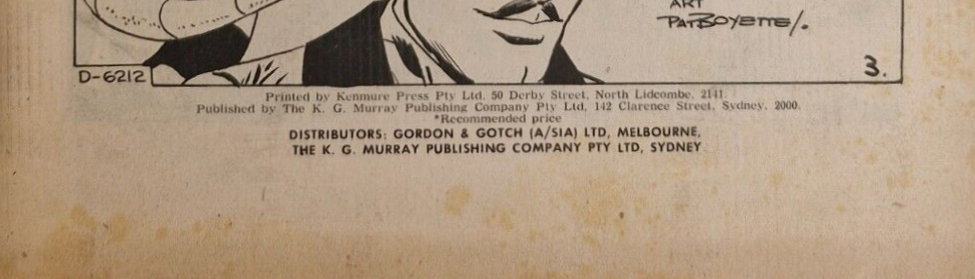 ART
PAT BOYETTE/.
D-6212
3.
Printed by Kenmure Press Pty Ltd, 50 Derby Street, North Lidcombe, 2141.
Published by The K. G. Murray Publishing Company Pty Ltd, 142 Clarence Street, Sydney, 2000.
*Recommended price
DISTRIBUTORS: GORDON & GOTCH (A/SIA) LTD, MELBOURNE,
THE K. G. MURRAY PUBLISHING COMPANY PTY LTD, SYDNEY